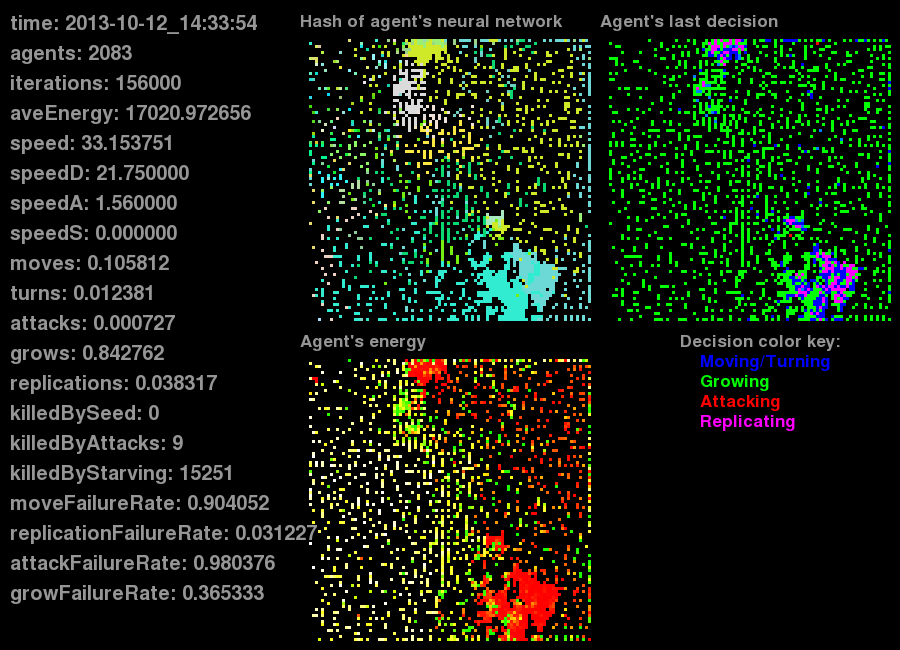 time: 2013-10-12_14:33:54
agents: 2083
iterations: 156000
aveEnergy: 17020.972656
speed: 33.153751
speedD: 21.750000
speedA: 1.560000
speedS: 0.000000
moves: 0.105812
turns: 0.012381
attacks: 0.000727
grows: 0.842762
replications: 0.038317
killedBySeed: 0
killedByAttacks: 9
killedByStarving: 15251
moveFailureRate: 0.904052
replicationFailureRate: 0.031227
attackFailureRate: 0.980376
growFailureRate: 0.365333
Hash of agent's neural network
Agent's last decision
Agent's energy
Decision color key:
Moving/Turning
Growing
Attacking
Replicating